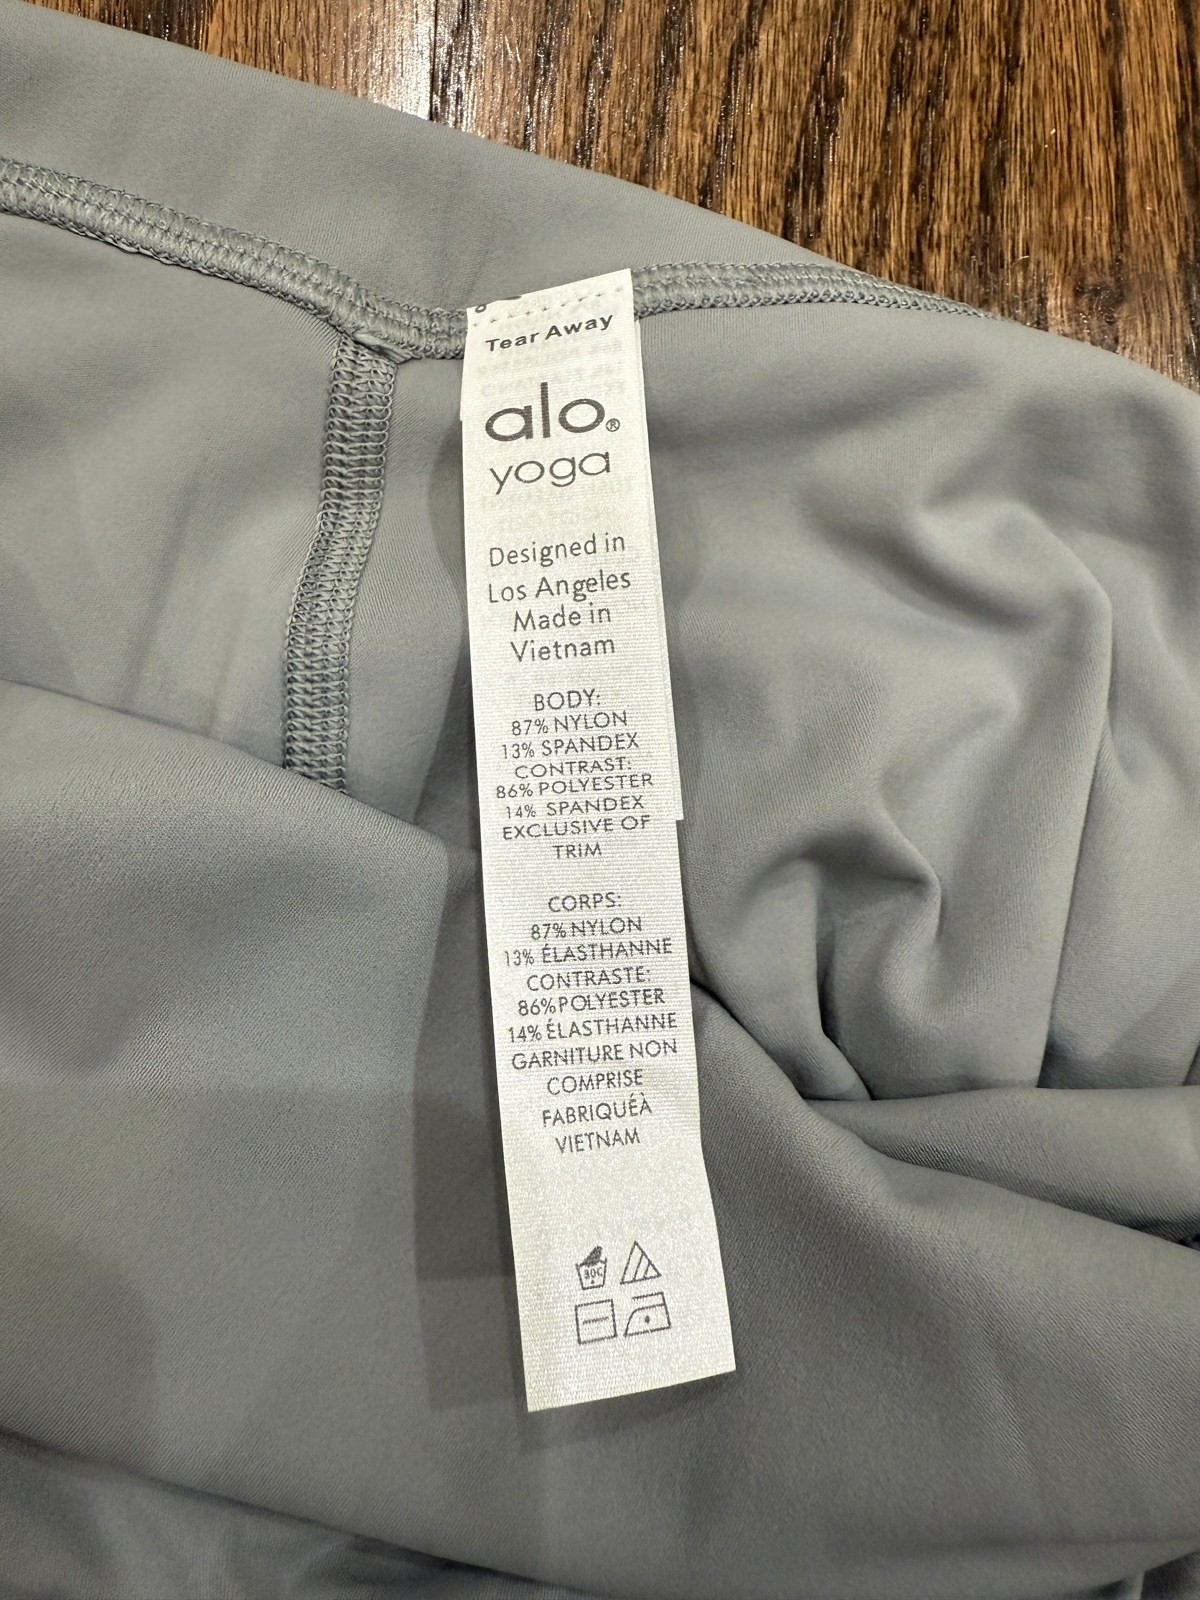 Tear Away
alo®
yoga
Designed in
Los Angeles
Made in
Vietnam
BODY:
87% NYLON
13% SPANDEX
CONTRAST:
86% POLYESTER
14% SPANDEX
EXCLUSIVE OF
TRIM
CORPS:
87% NYLON
13% ÉLASTHANNE
CONTRASTE:
86%POLYESTER
14% ÉLASTHANNE
GARNITURE NON
COMPRISE
FABRIQUÉÀ
VIETNAM
30C